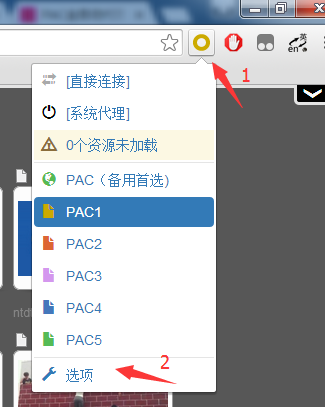 英
en
1
[直接连接]
[系统代理]
0个资源未加载
PAC（备用首选)
PAC1
PAC2
PAC3
PAC4
ntd
PAC5
2
选项